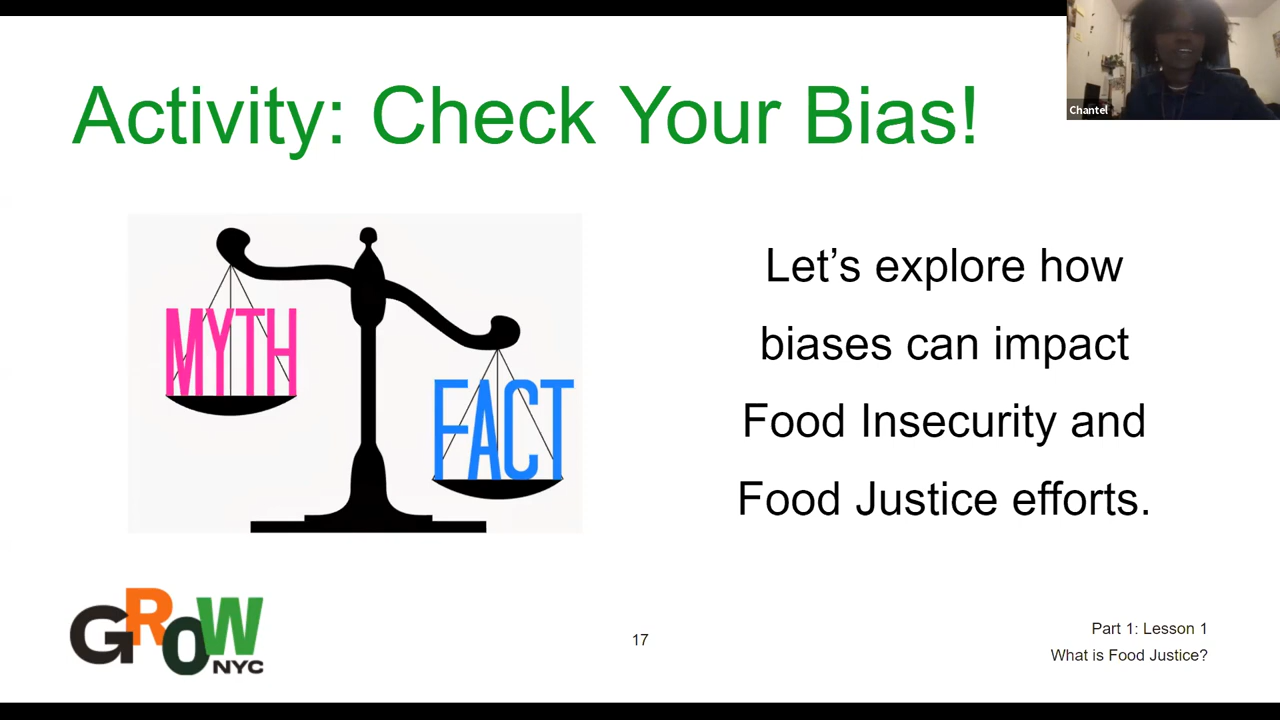 Activity: Check Your Bias!
Chantel
MYTH
FACT
Let’s explore how
biases can impact
Food Insecurity and
Food Justice efforts.
GROW
NYC
17
Part 1: Lesson 1
What is Food Justice?